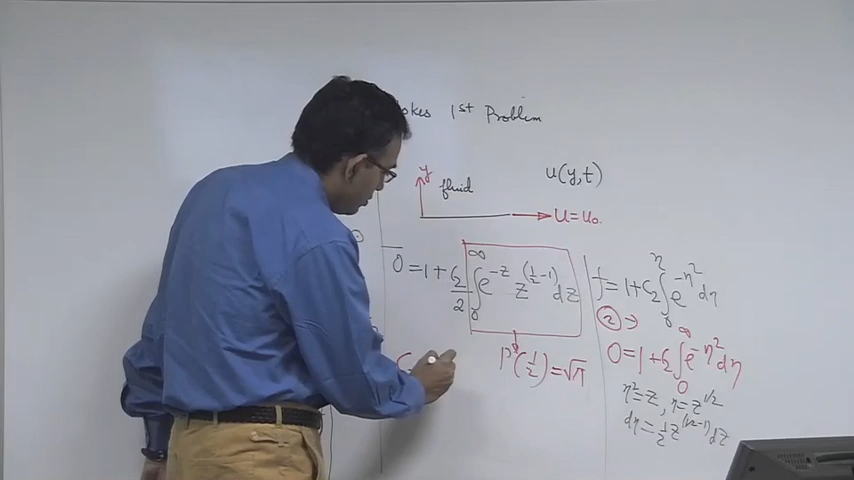 1st Problem
y
fluid
u(y,t)
U=U₀
0 = 1 + C₂/2 ∫₀^∞ e^{-z} z^{(1/2-1)} dz
Γ(1/2) = √π
C
f = 1 + C₂ ∫₀^η e^{-η²} dη
② ⇒
0 = 1 + C₂ ∫₀^∞ e^{-η²} dη
η² = z, η = z^{1/2}
dη = 1/2 z^{(1/2-1)} dz